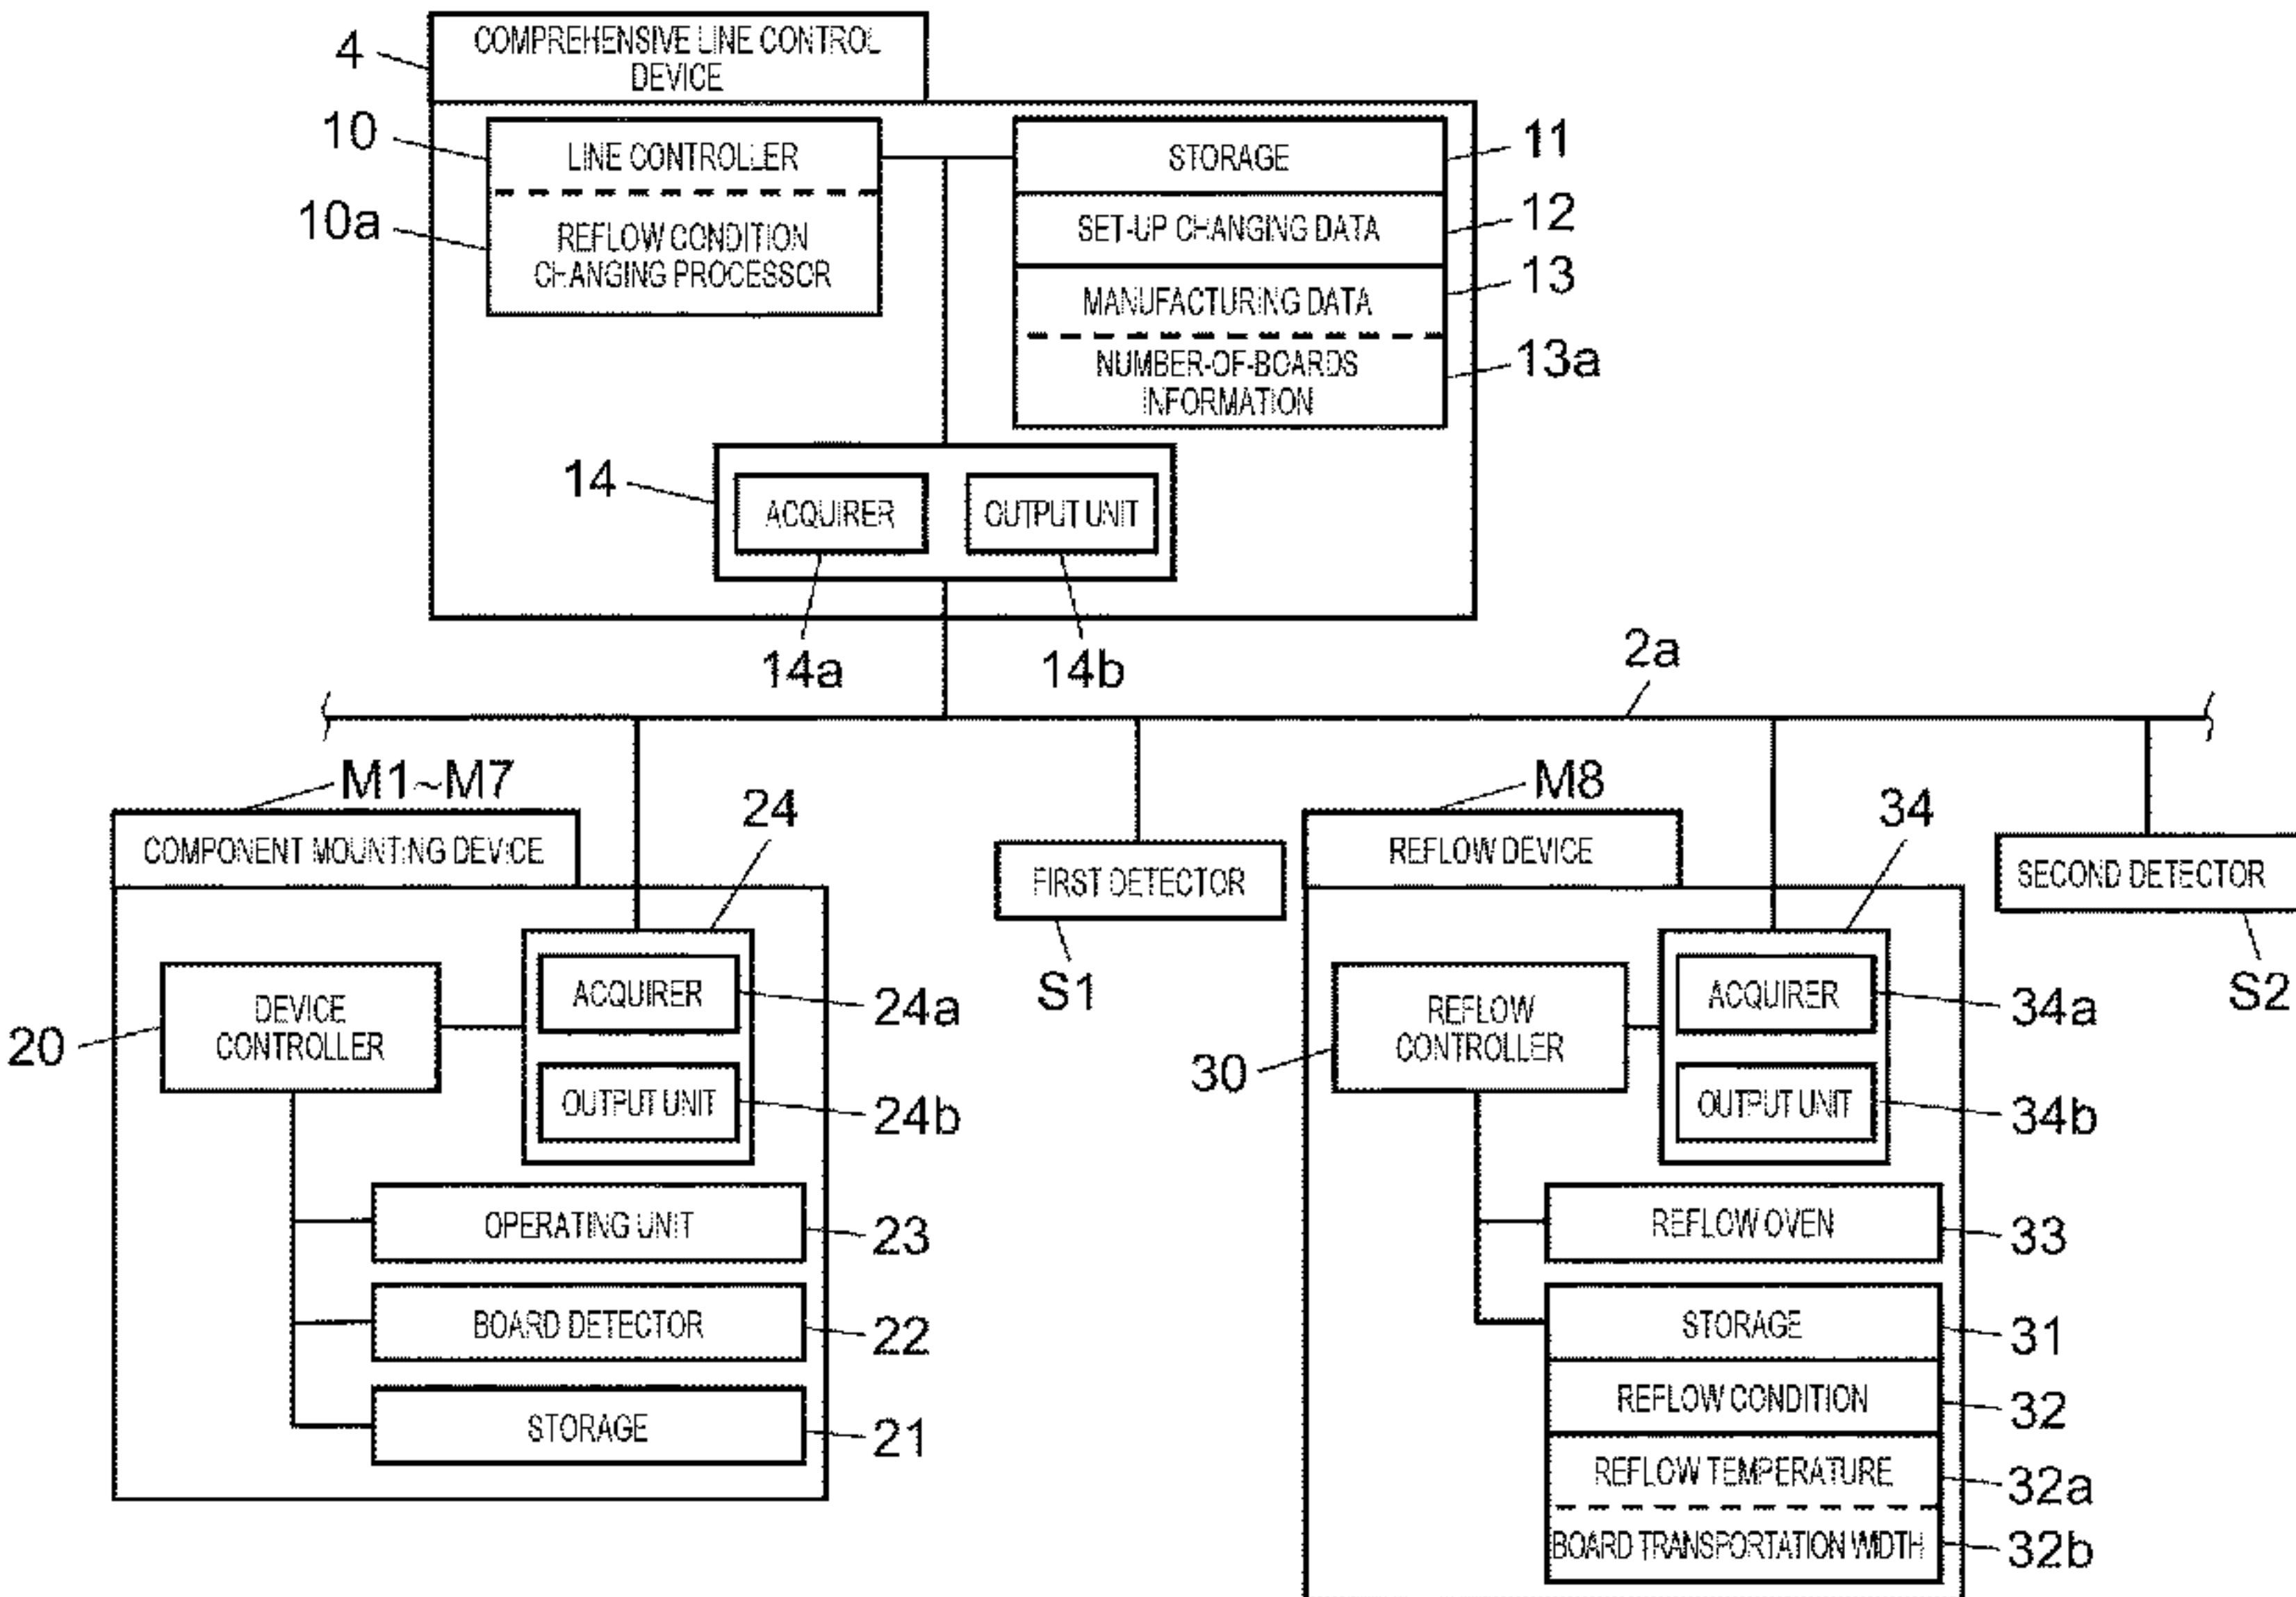 4
COMPREHENSIVE LINE CONTROL
DEVICE
10
LINE CONTROLLER
10a
REFLOW CONDITION
CHANGING PROCESSOR
STORAGE
11
SET-UP CHANGING DATA
12
MANUFACTURING DATA
13
NUMBER-OF-BOARDS
INFORMATION
13a
14
ACQUIRER
OUTPUT UNIT
14a
14b
2a
M1~M7
COMPONENT MOUNTING DEVICE
24
DEVICE
CONTROLLER
20
ACQUIRER
24a
OUTPUT UNIT
24b
OPERATING UNIT
23
BOARD DETECTOR
22
STORAGE
21
FIRST DETECTOR
S1
M8
REFLOW DEVICE
34
REFLOW
CONTROLLER
30
ACQUIRER
34a
OUTPUT UNIT
34b
REFLOW OVEN
33
STORAGE
31
REFLOW CONDITION
32
REFLOW TEMPERATURE
32a
BOARD TRANSPORTATION WIDTH
32b
SECOND DETECTOR
S2